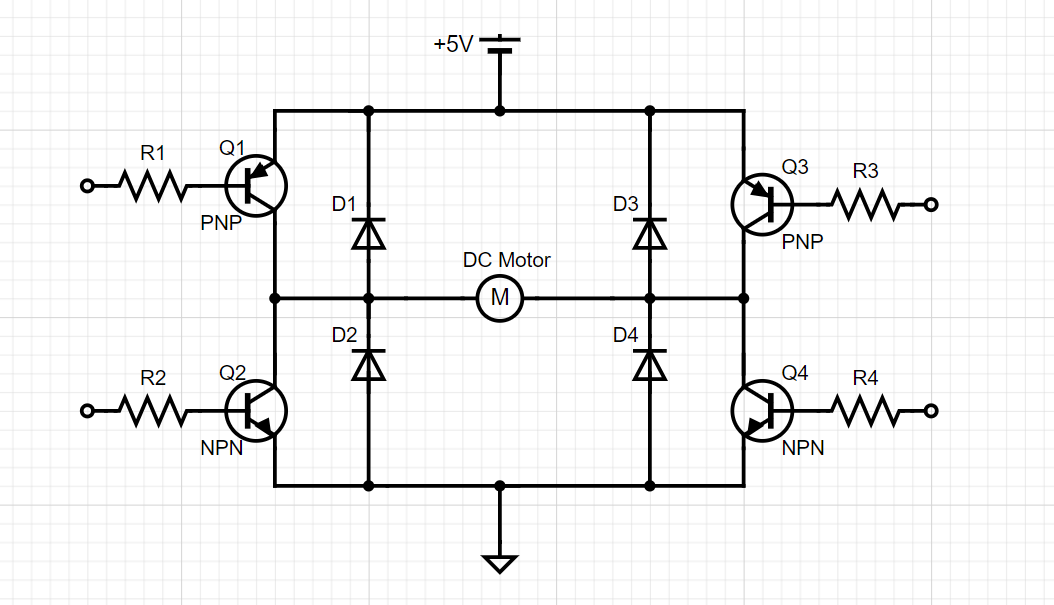 +5V
R1
Q1
PNP
D1
D3
Q3
R3
PNP
DC Motor
M
D2
D4
R2
Q2
NPN
Q4
R4
NPN